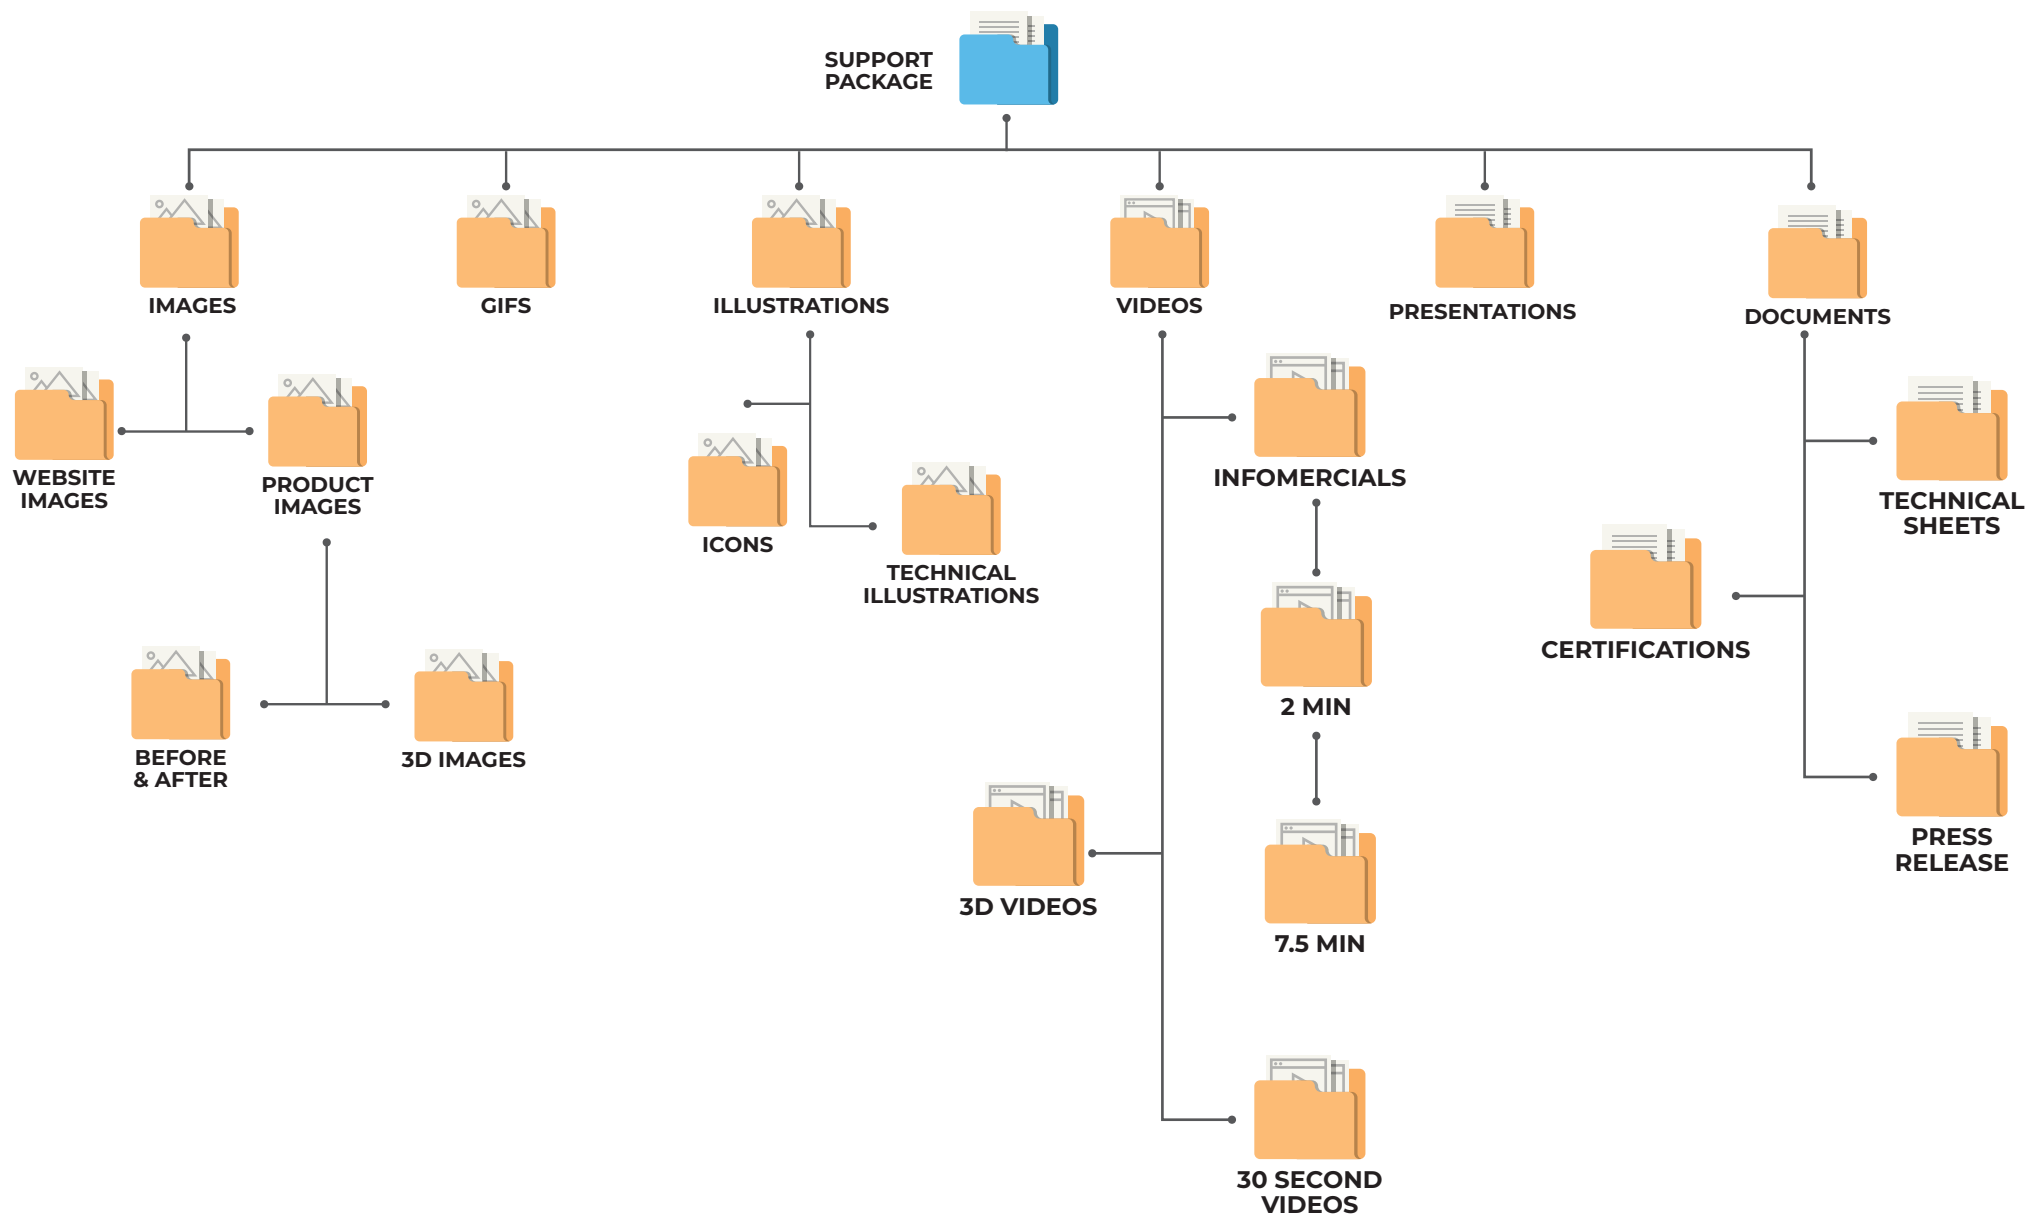 SUPPORT
PACKAGE
IMAGES
GIFS
ILLUSTRATIONS
VIDEOS
PRESENTATIONS
DOCUMENTS
WEBSITE
IMAGES
PRODUCT
IMAGES
BEFORE
& AFTER
3D IMAGES
ICONS
TECHNICAL
ILLUSTRATIONS
INFOMERCIALS
2 MIN
7.5 MIN
3D VIDEOS
30 SECOND
VIDEOS
TECHNICAL
SHEETS
CERTIFICATIONS
PRESS
RELEASE